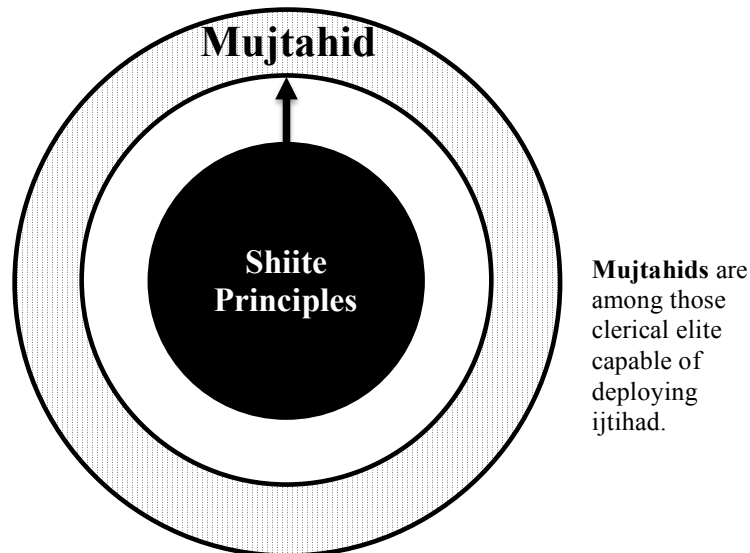 Mujtahid
Shiite
Principles
Mujtahids are
among those
clerical elite
capable of
deploying
ijtihad.